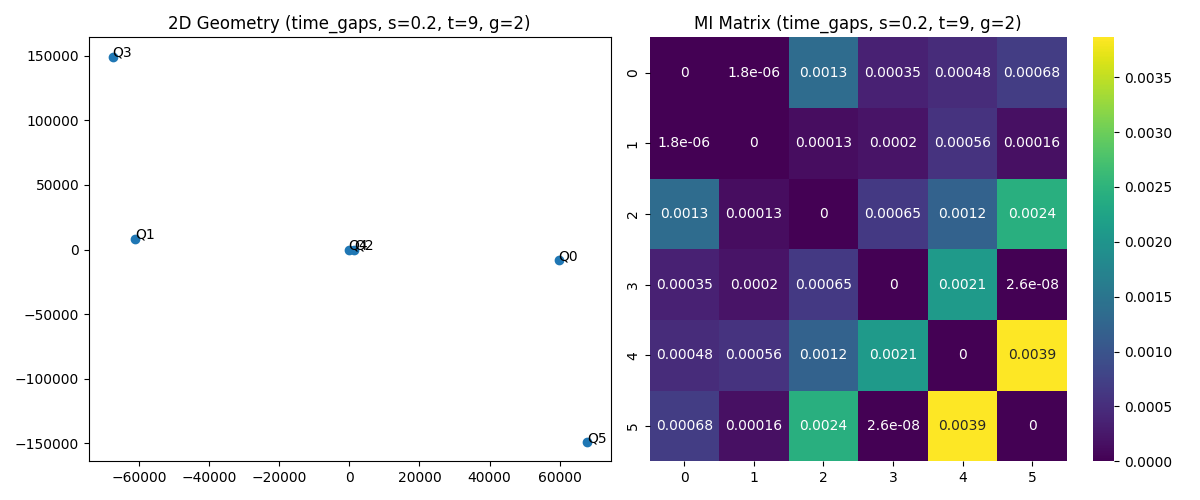 2D Geometry (time_gaps, s=0.2, t=9, g=2)
150000
100000
50000
0
−50000
−100000
−150000
−60000 −40000 −20000 0 20000 40000 60000
Q3
Q1
Q2
Q0
Q5
MI Matrix (time_gaps, s=0.2, t=9, g=2)
0 0 1.8e-06 0.0013 0.00035 0.00048 0.00068
1 1.8e-06 0 0.00013 0.0002 0.00056 0.00016
2 0.0013 0.00013 0 0.00065 0.0012 0.0024
3 0.00035 0.0002 0.00065 0 0.0021 2.6e-08
4 0.00048 0.00056 0.0012 0.0021 0 0.0039
5 0.00068 0.00016 0.0024 2.6e-08 0.0039 0
0 1 2 3 4 5
0.0035
0.0030
0.0025
0.0020
0.0015
0.0010
0.0005
0.0000